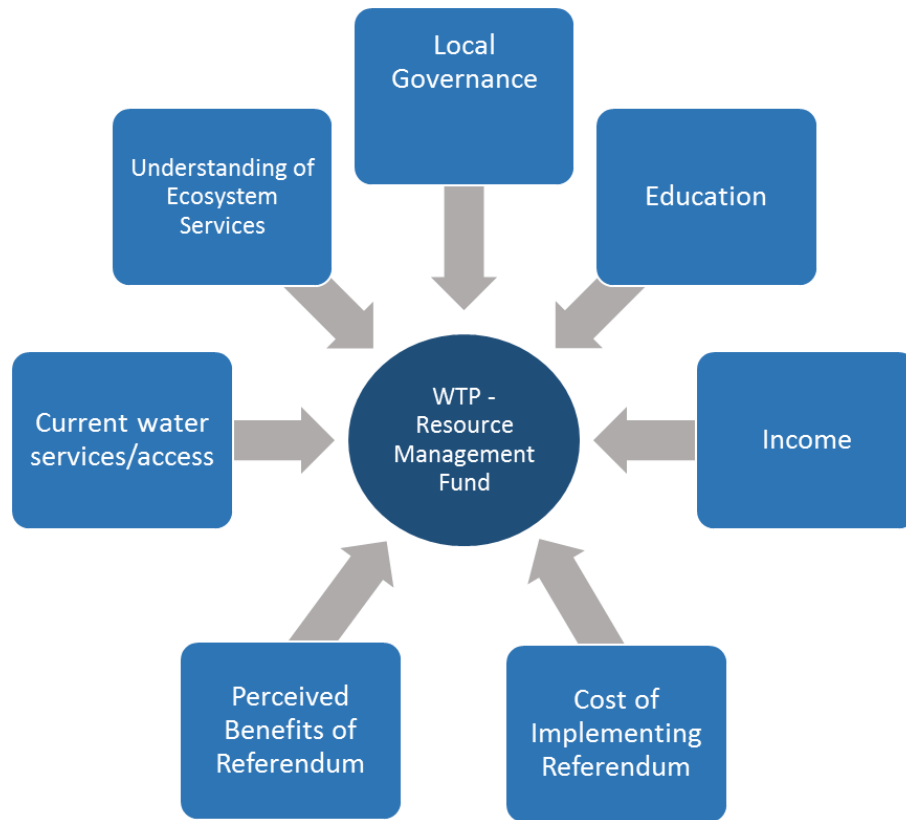 Local
Governance
Understanding of
Ecosystem
Services
Education
Current water
services/access
WTP -
Resource
Management
Fund
Income
Perceived
Benefits of
Referendum
Cost of
Implementing
Referendum